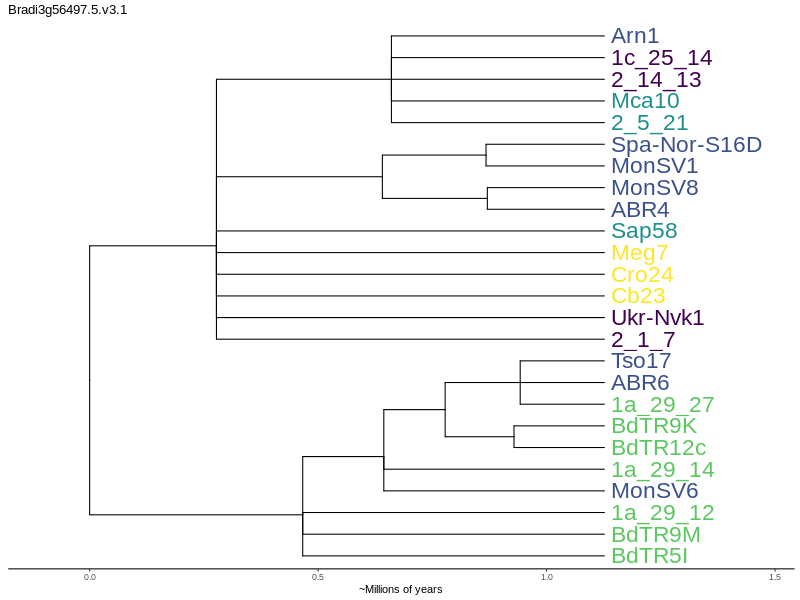 Bradi3g56497.5.v3.1
Arn1
1c_25_14
2_14_13
Mca10
2_5_21
Spa-Nor-S16D
MonSV1
MonSV8
ABR4
Sap58
Meg7
Cro24
Cb23
Ukr-Nvk1
2_1_7
Tso17
ABR6
1a_29_27
BdTR9K
BdTR12c
1a_29_14
MonSV6
1a_29_12
BdTR9M
BdTR5I
0.0 0.5 1.0 1.5
~Millions of years